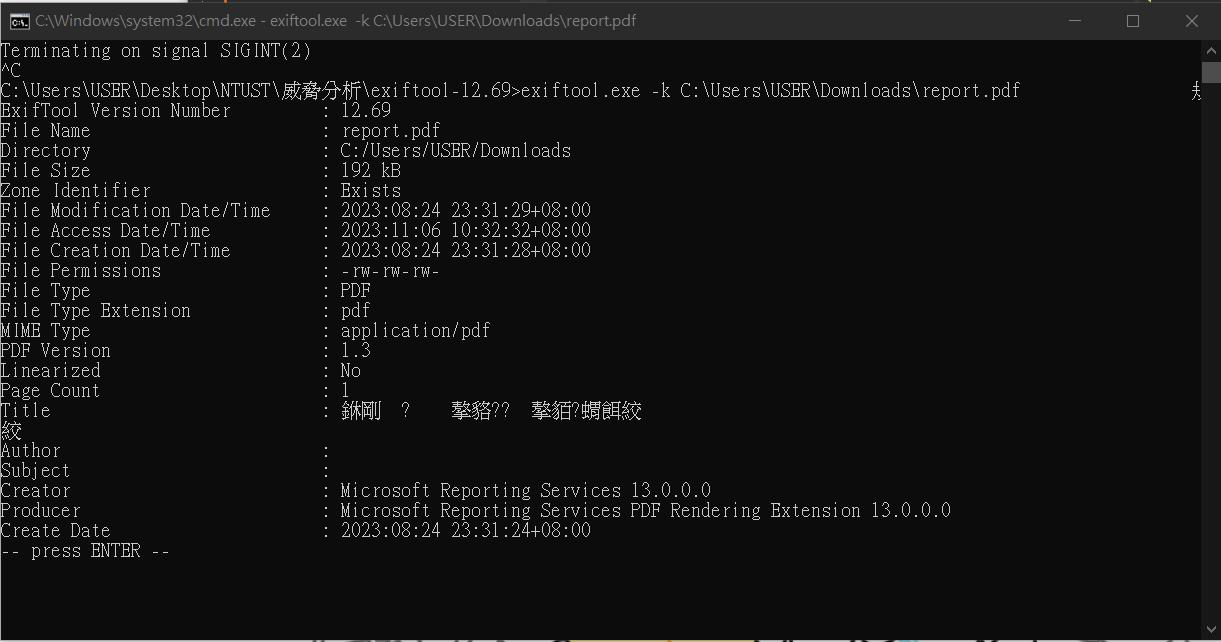 C:\Windows\system32\cmd.exe - exiftool.exe -k C:\Users\USER\Downloads\report.pdf
Terminating on signal SIGINT(2)
^C
C:\Users\USER\Desktop\NTUST\威脅分析\exiftool-12.69>exiftool.exe -k C:\Users\USER\Downloads\report.pdf
ExifTool Version Number : 12.69
File Name : report.pdf
Directory : C:/Users/USER/Downloads
File Size : 192 kB
Zone Identifier : Exists
File Modification Date/Time : 2023:08:24 23:31:29+08:00
File Access Date/Time : 2023:11:06 10:32:32+08:00
File Creation Date/Time : 2023:08:24 23:31:28+08:00
File Permissions : -rw-rw-rw-
File Type : PDF
File Type Extension : pdf
MIME Type : application/pdf
PDF Version : 1.3
Linearized : No
Page Count : 1
Title : 剛 ? ?? ?蝟餌絞
絞
Author :
Subject :
Creator : Microsoft Reporting Services 13.0.0.0
Producer : Microsoft Reporting Services PDF Rendering Extension 13.0.0.0
Create Date : 2023:08:24 23:31:24+08:00
-- press ENTER --